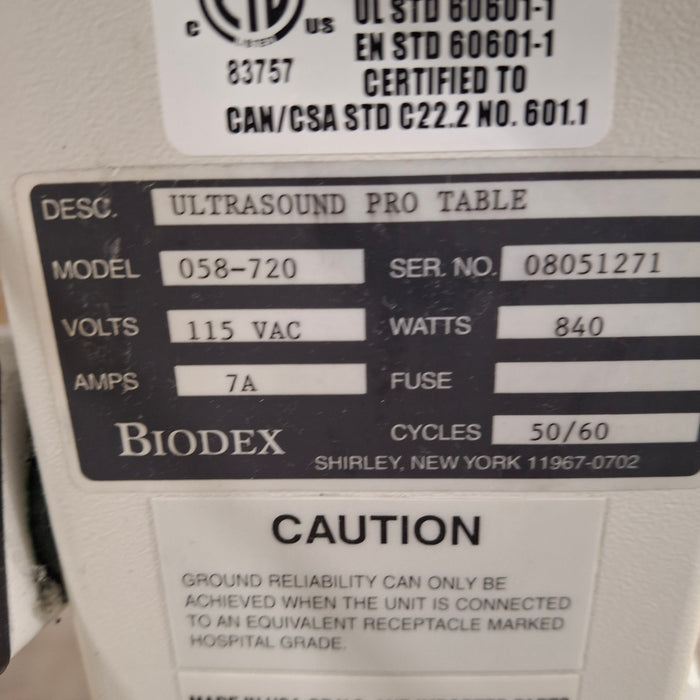 UL STD 60601-1
C US
EN STD 60601-1
83757
CERTIFIED TO
CAN/CSA STD C22.2 NO. 601.1
DESC. ULTRASOUND PRO TABLE
MODEL 058-720 SER. NO. 08051271
VOLTS 115 VAC WATTS 840
AMPS 7A FUSE
BIODEX CYCLES 50/60
SHIRLEY, NEW YORK 11967-0702
CAUTION
GROUND RELIABILITY CAN ONLY BE
ACHIEVED WHEN THE UNIT IS CONNECTED
TO AN EQUIVALENT RECEPTACLE MARKED
HOSPITAL GRADE.